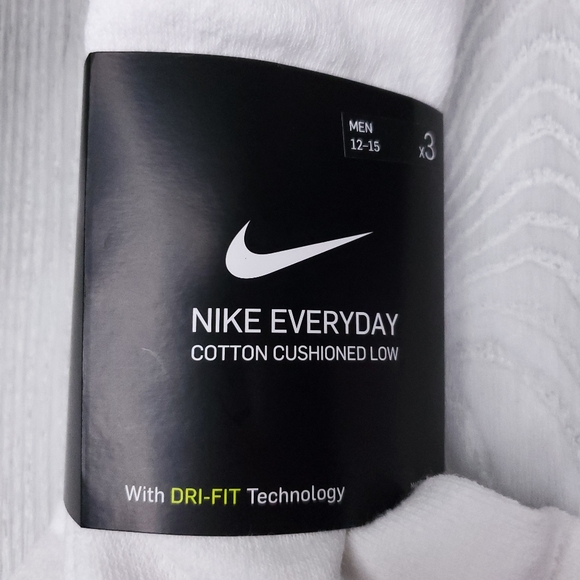 MEN
12–15
x3
NIKE EVERYDAY
COTTON CUSHIONED LOW
With DRI-FIT Technology